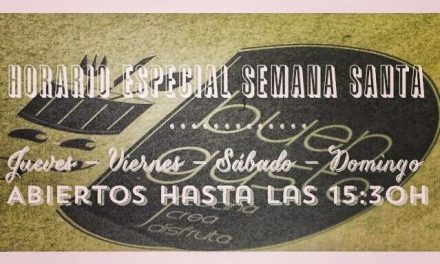 HORARIO ESPECIAL SEMANA SANTA
.............
Jueves – Viernes – Sábado – Domingo
ABIERTOS HASTA LAS 15:30H
buen
crea
disfruta